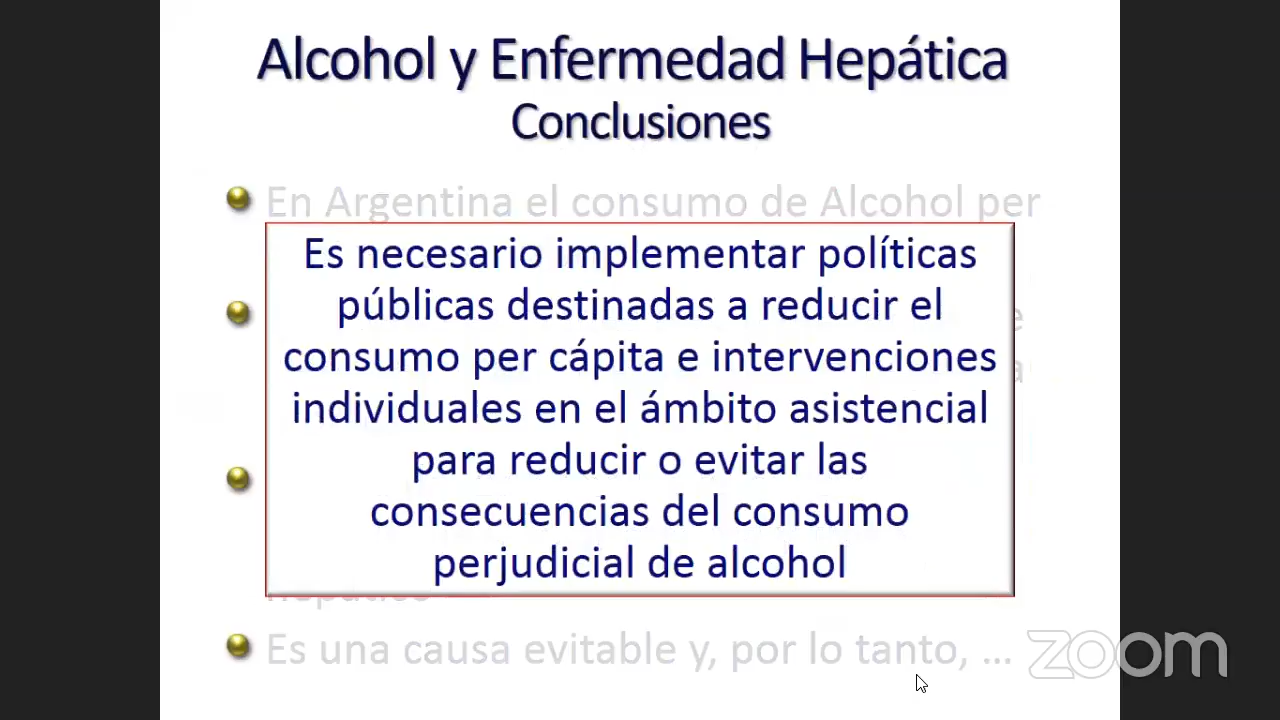 Alcohol y Enfermedad Hepática
Conclusiones
En Argentina el consumo de Alcohol per
Es necesario implementar políticas
públicas destinadas a reducir el
consumo per cápita e intervenciones
individuales en el ámbito asistencial
para reducir o evitar las
consecuencias del consumo
perjudicial de alcohol
Es una causa evitable y, por lo tanto, ...
zoom